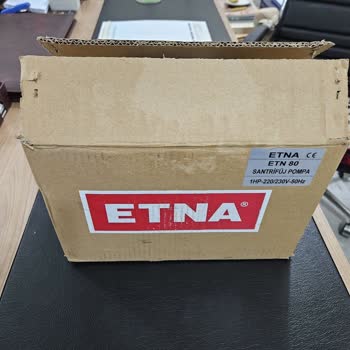 ETNA CE
ETN 80
SANTRİFÜJ POMPA
1HP-220/230V-50Hz
ETNA®